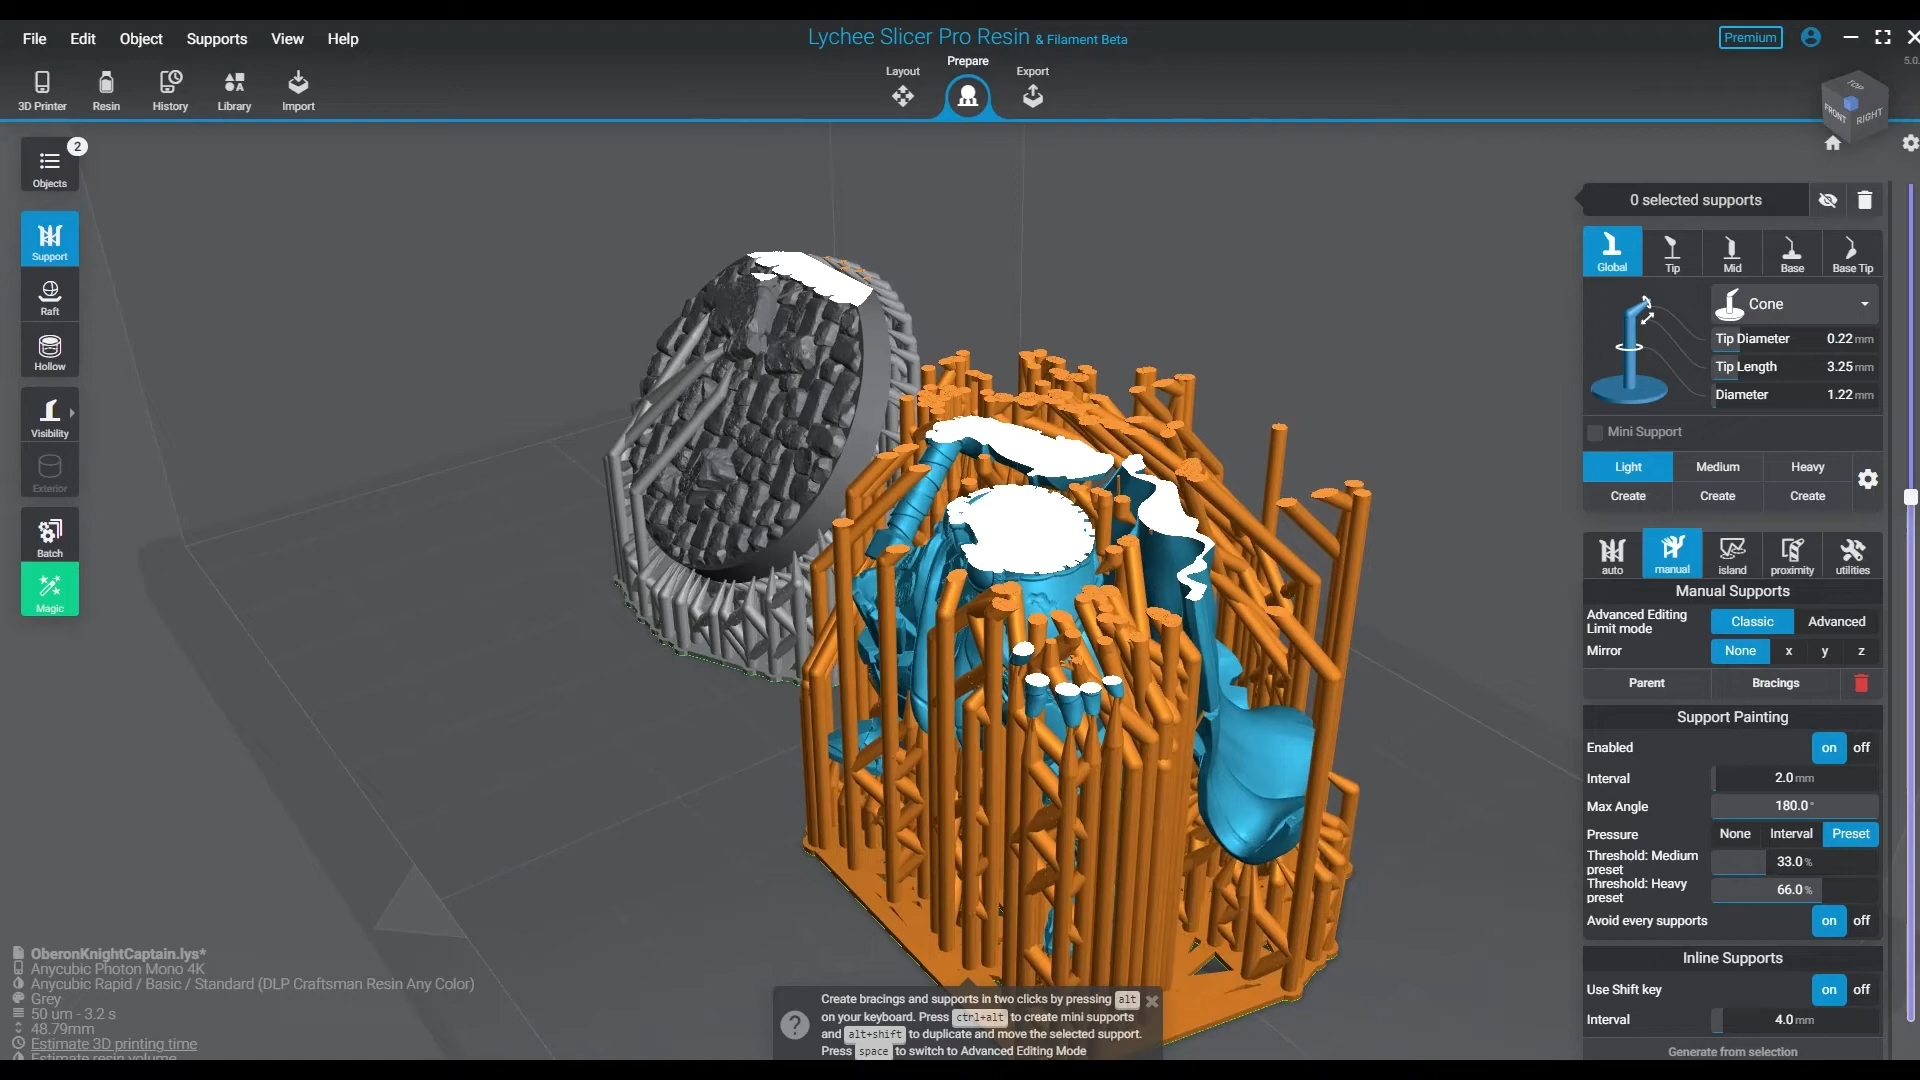 Lychee Slicer Pro Resin & Filament Beta
File Edit Object Supports View Help
Premium
5.0.
3D Printer Resin History Library Import
Layout Prepare Export
TOP
FRONT RIGHT
2
Objects
Support
Raft
Hollow
Visibility
Exterior
Batch
Magic
0 selected supports
Global Tip Mid Base Base Tip
Cone
Tip Diameter 0.22 mm
Tip Length 3.25 mm
Diameter 1.22 mm
Mini Support
Light Medium Heavy
Create Create Create
auto manual island proximity utilities
Manual Supports
Advanced Editing
Limit mode
Classic Advanced
Mirror None x y z
Parent Bracings
Support Painting
Enabled on off
Interval 2.0 mm
Max Angle 180.0 °
Pressure None Interval Preset
Threshold: Medium
preset
33.0 %
Threshold: Heavy
preset
66.0 %
Avoid every supports on off
Inline Supports
Use Shift key on off
Interval 4.0 mm
Generate from selection
OberonKnightCaptain.lys*
Anycubic Photon Mono 4K
Anycubic Rapid / Basic / Standard (DLP Craftsman Resin Any Color)
Grey
50 um - 3.2 s
48.79mm
Estimate 3D printing time
Estimate resin volume
?
Create bracings and supports in two clicks by pressing alt
on your keyboard. Press ctrl+alt to create mini supports
and alt+shift to duplicate and move the selected support.
Press space to switch to Advanced Editing Mode